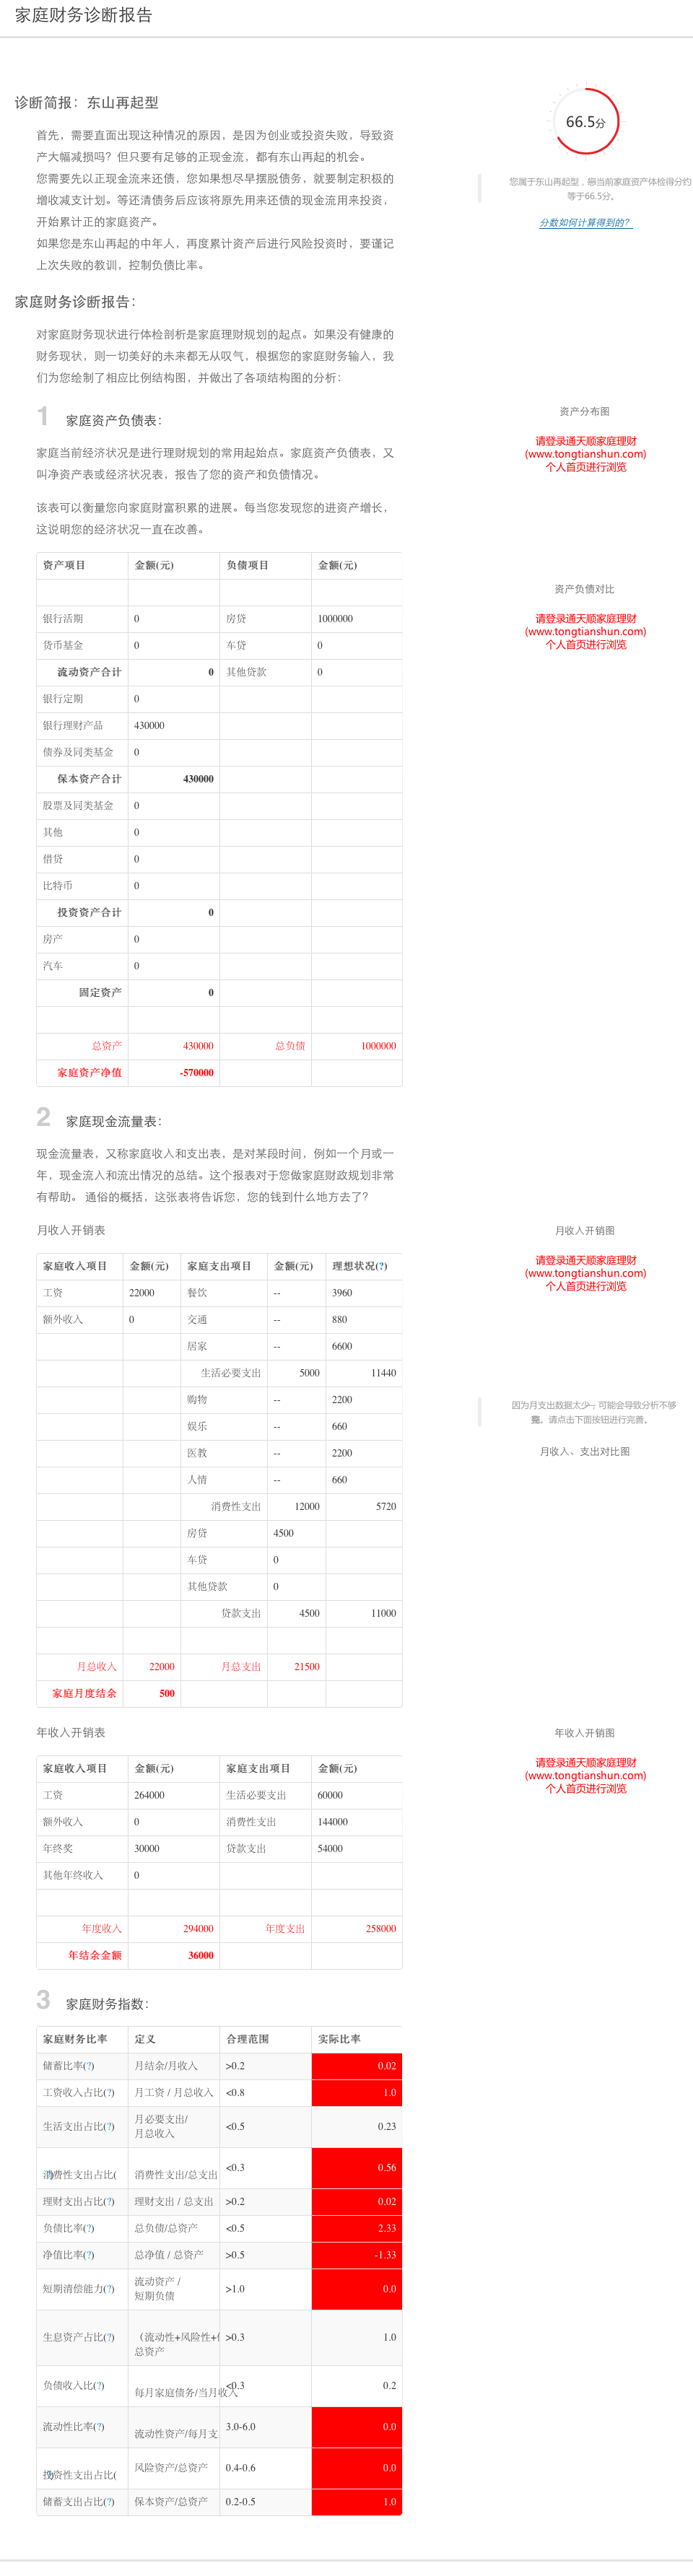 家庭财务诊断报告
诊断简报：东山再起型
首先，需要直面出现这种情况的原因，是因为创业或投资失败，导致资
产大幅减损吗？但只要有足够的正现金流，都有东山再起的机会。
您需要先以正现金流来还债，您如果想尽早摆脱债务，就要制定积极的
增收减支计划。等还清债务后应该将原先用来还债的现金流用来投资，
开始累计正的家庭资产。
如果您是东山再起的中年人，再度累计资产后进行风险投资时，要谨记
上次失败的教训，控制负债比率。
66.5分
您属于东山再起型，您当前家庭资产体检得分约
等于66.5分。
分数如何计算得到的？
家庭财务诊断报告：
对家庭财务现状进行体检剖析是家庭理财规划的起点。如果没有健康的
财务现状，则一切美好的未来都无从叹气，根据您的家庭财务输入，我
们为您绘制了相应比例结构图，并做出了各项结构图的分析：
1 家庭资产负债表：
家庭当前经济状况是进行理财规划的常用起始点。家庭资产负债表，又
叫净资产表或经济状况表，报告了您的资产和负债情况。
该表可以衡量您向家庭财富积累的进展。每当您发现您的进资产增长，
这说明您的经济状况一直在改善。
资产分布图
请登录通天顺家庭理财
(www.tongtianshun.com)
个人首页进行浏览
资产项目 金额(元) 负债项目 金额(元)
银行活期 0 房贷 1000000
货币基金 0 车贷 0
流动资产合计 0 其他贷款 0
银行定期 0
银行理财产品 430000
债券及同类基金 0
保本资产合计 430000
股票及同类基金 0
其他 0
借贷 0
比特币 0
投资资产合计 0
房产 0
汽车 0
固定资产 0
总资产 430000 总负债 1000000
家庭资产净值 -570000
资产负债对比
请登录通天顺家庭理财
(www.tongtianshun.com)
个人首页进行浏览
2 家庭现金流量表：
现金流量表，又称家庭收入和支出表，是对某段时间，例如一个月或一
年，现金流入和流出情况的总结。这个报表对于您做家庭财政规划非常
有帮助。 通俗的概括，这张表将告诉您，您的钱到什么地方去了？
月收入开销表
家庭收入项目 金额(元) 家庭支出项目 金额(元) 理想状况(?)
工资 22000 餐饮 -- 3960
额外收入 0 交通 -- 880
居家 -- 6600
生活必要支出 5000 11440
购物 -- 2200
娱乐 -- 660
医教 -- 2200
人情 -- 660
消费性支出 12000 5720
房贷 4500
车贷 0
其他贷款 0
贷款支出 4500 11000
月总收入 22000 月总支出 21500
家庭月度结余 500
月收入开销图
请登录通天顺家庭理财
(www.tongtianshun.com)
个人首页进行浏览
因为月支出数据太少，可能会导致分析不够
完整。请点击下面按钮进行完善。
月收入、支出对比图
年收入开销表
家庭收入项目 金额(元) 家庭支出项目 金额(元)
工资 264000 生活必要支出 60000
额外收入 0 消费性支出 144000
年终奖 30000 贷款支出 54000
其他年终收入 0
年度收入 294000 年度支出 258000
年结余金额 36000
年收入开销图
请登录通天顺家庭理财
(www.tongtianshun.com)
个人首页进行浏览
3 家庭财务指数：
家庭财务比率 定义 合理范围 实际比率
储蓄比率(?) 月结余/月收入 >0.2 0.02
工资收入占比(?) 月工资 / 月总收入 <0.8 1.0
生活支出占比(?) 月必要支出/
月总收入 <0.5 0.23
消费性支出占比(?) 消费性支出/总支出 <0.3 0.56
理财支出占比(?) 理财支出 / 总支出 >0.2 0.02
负债比率(?) 总负债/总资产 <0.5 2.33
净值比率(?) 总净值 / 总资产 >0.5 -1.33
短期清偿能力(?) 流动资产 /
短期负债 >1.0 0.0
生息资产占比(?) （流动性+风险性+
总资产 >0.3 1.0
负债收入比(?) 每月家庭债务/当月收入 <0.3 0.2
流动性比率(?) 流动性资产/每月支 3.0-6.0 0.0
投资性支出占比(?) 风险资产/总资产 0.4-0.6 0.0
储蓄支出占比(?) 保本资产/总资产 0.2-0.5 1.0